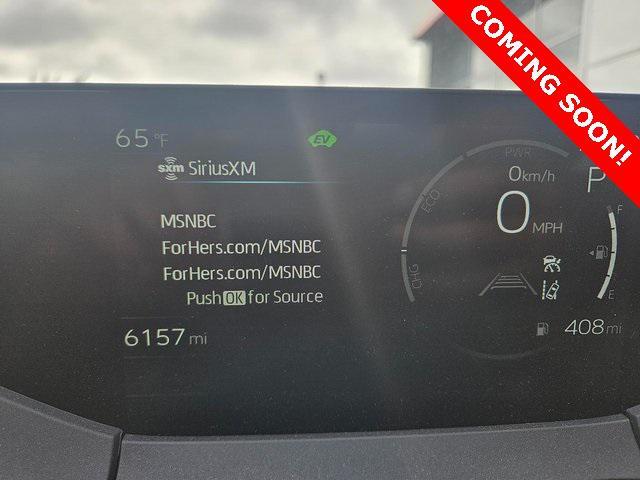 COMING SOON!
65°F
EV
sxm SiriusXM
PWR
0km/h
P
ECO
MSNBC
0 MPH
F
ForHers.com/MSNBC
ForHers.com/MSNBC
CHG
Push OK for Source
E
6157 mi
408 mi